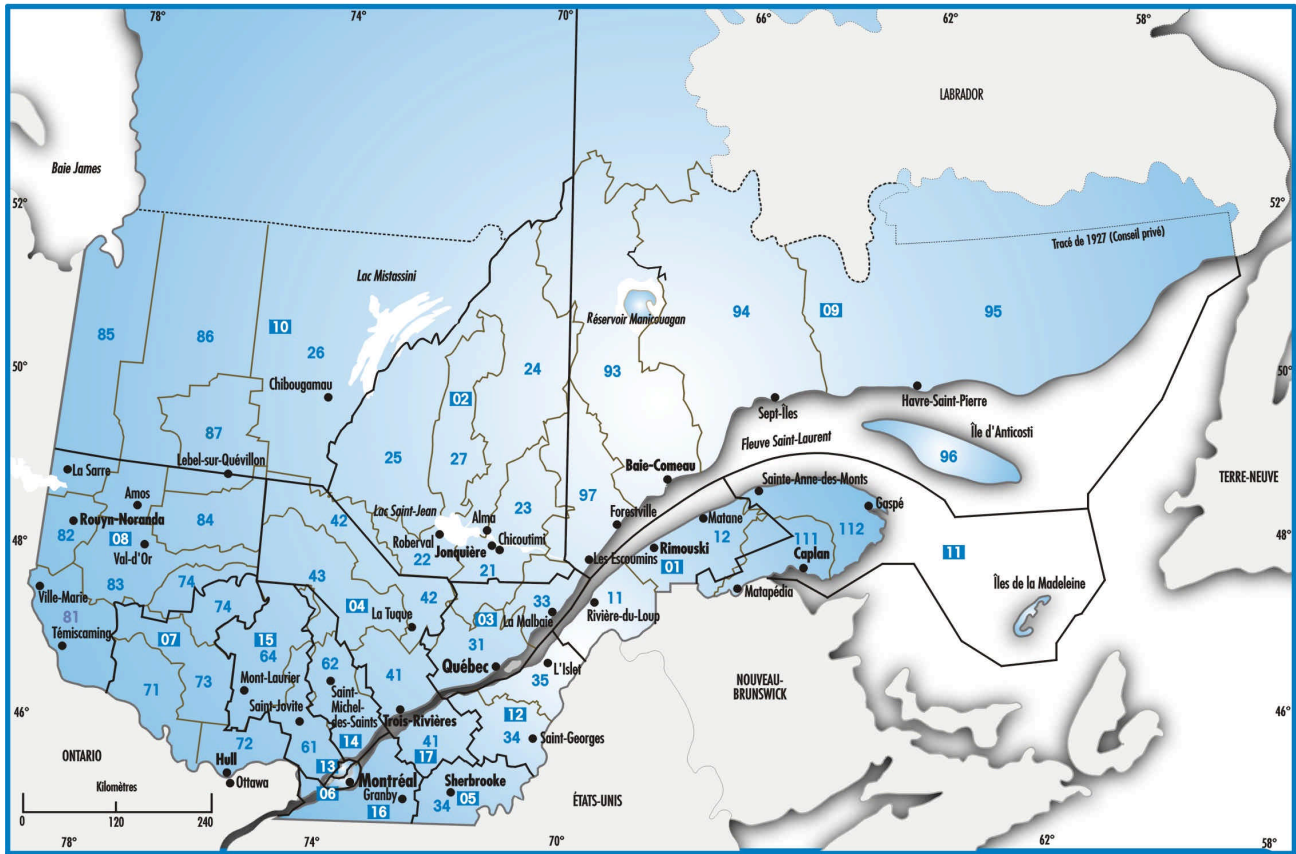 78°
74°
70°
66°
62°
58°
LABRADOR
Baie James
52°
52°
Tracé de 1927 (Conseil privé)
Lac Mistassini
Réservoir Manicouagan
94
09
95
85
86
10
26
24
93
50°
50°
Chibougamau
02
Sept-Îles
Havre-Saint-Pierre
Île d'Anticosti
96
Fleuve Saint-Laurent
87
Lebel-sur-Quévillon
25
27
La Sarre
Baie-Comeau
Sainte-Anne-des-Monts
TERRE-NEUVE
Amos
Rouyn-Noranda
84
42
Lac Saint-Jean
Alma
23
97
Forestville
Matane
Gaspé
82
08
Val-d'Or
Roberval
Jonquière
Chicoutimi
12
111
112
48°
48°
22
21
Les Escoumins
Rimouski
01
Caplan
11
Ville-Marie
83
74
43
Matapédia
81
74
04
42
33
11
Îles de la Madeleine
Témiscaming
07
15
La Tuque
03
La Malbaie
Rivière-du-Loup
64
62
31
71
73
Mont-Laurier
41
Québec
L'Islet
35
NOUVEAU-
BRUNSWICK
Saint-Jovite
Saint-
Michel-
des-Saints
Trois-Rivières
12
46°
46°
72
61
14
41
34
Saint-Georges
ONTARIO
Hull
13
17
Ottawa
Montréal
Sherbrooke
Kilomètres
06
Granby
34
05
ÉTATS-UNIS
16
0
120
240
78°
74°
70°
62°
58°